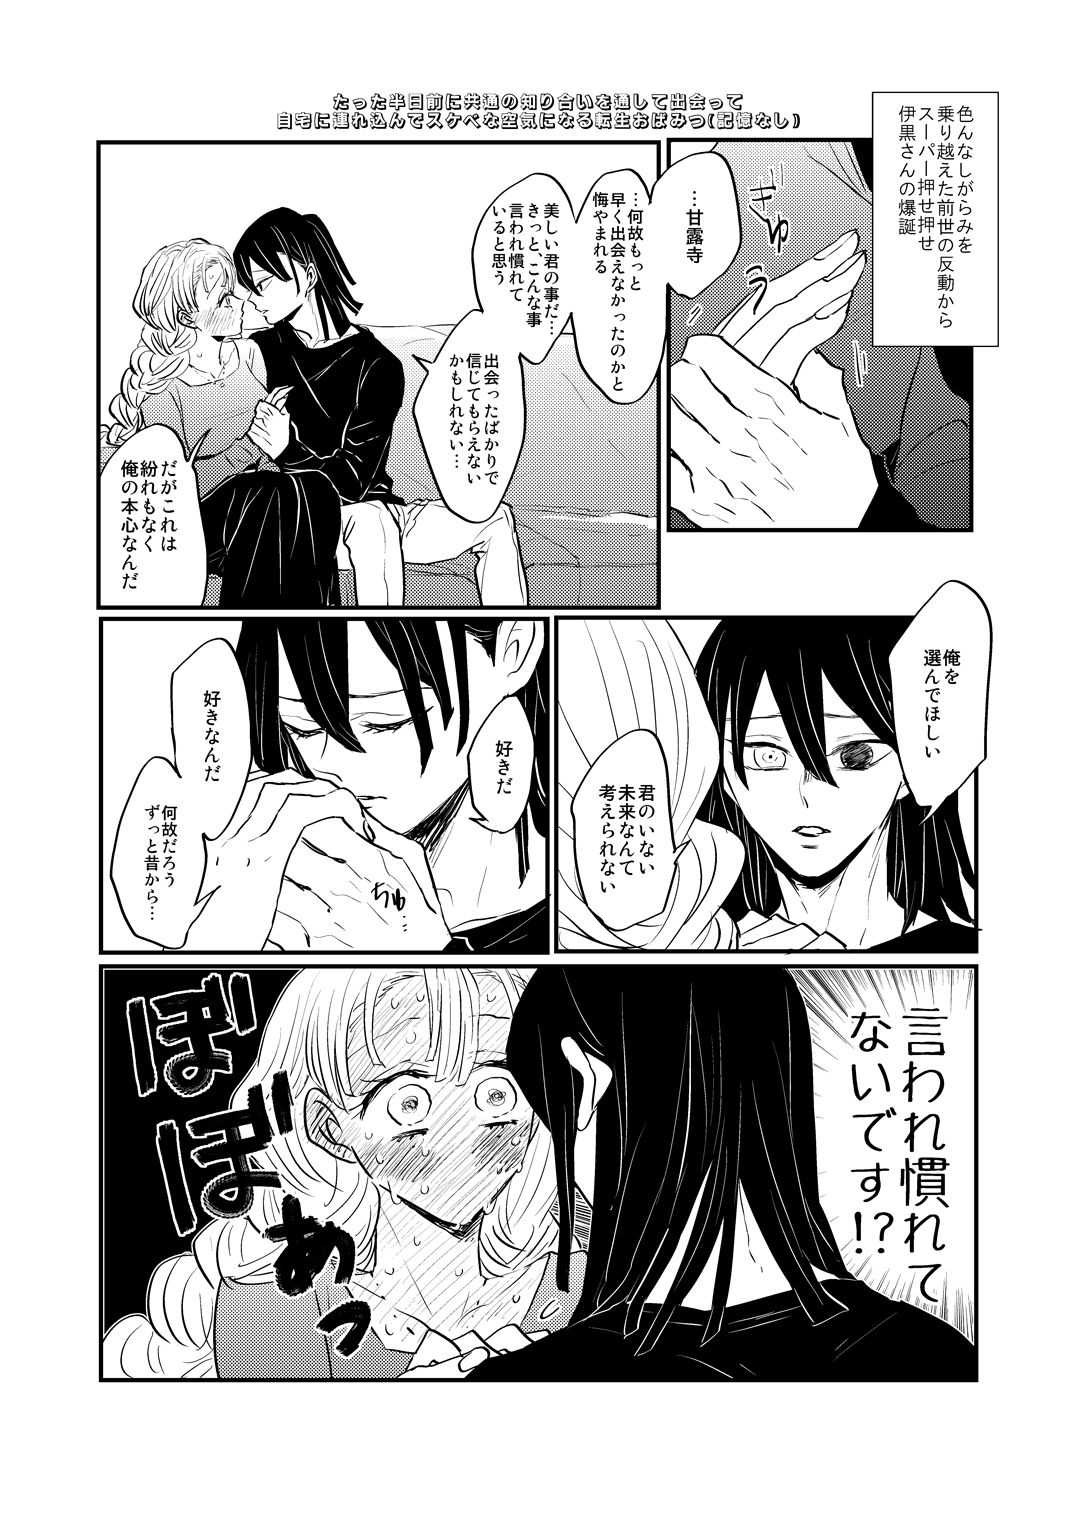 たった半日前に共通の知り合いを通して出会って
自宅に連れ込んでスケベな空気になる転生おばみつ(記憶なし)
色んなしがらみを
乗り越えた前世の反動から
スーパー押せ押せ
伊黒さんの爆誕
ぎゅ
う
…甘露寺
…何故もっと
早く出会えなかったのかと
悔やまれる
美しい君の事だ…
きっと、こんな事
言われ慣れて
いると思う
出会ったばかりで
信じてもらえない
かもしれない…
だがこれは
紛れもなく
俺の本心なんだ
俺を
選んでほしい
君のいない
未来なんて
考えられない
好きだ
好きなんだ
何故だろう
ずっと昔から…
ちゅ…
言われ慣れて
ないです!?
ぼぼぼぁっ